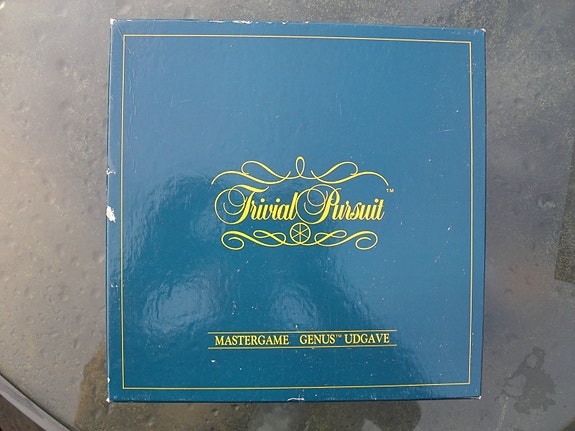 Trivial Pursuit™
MASTERGAME GENUS™ UDGAVE